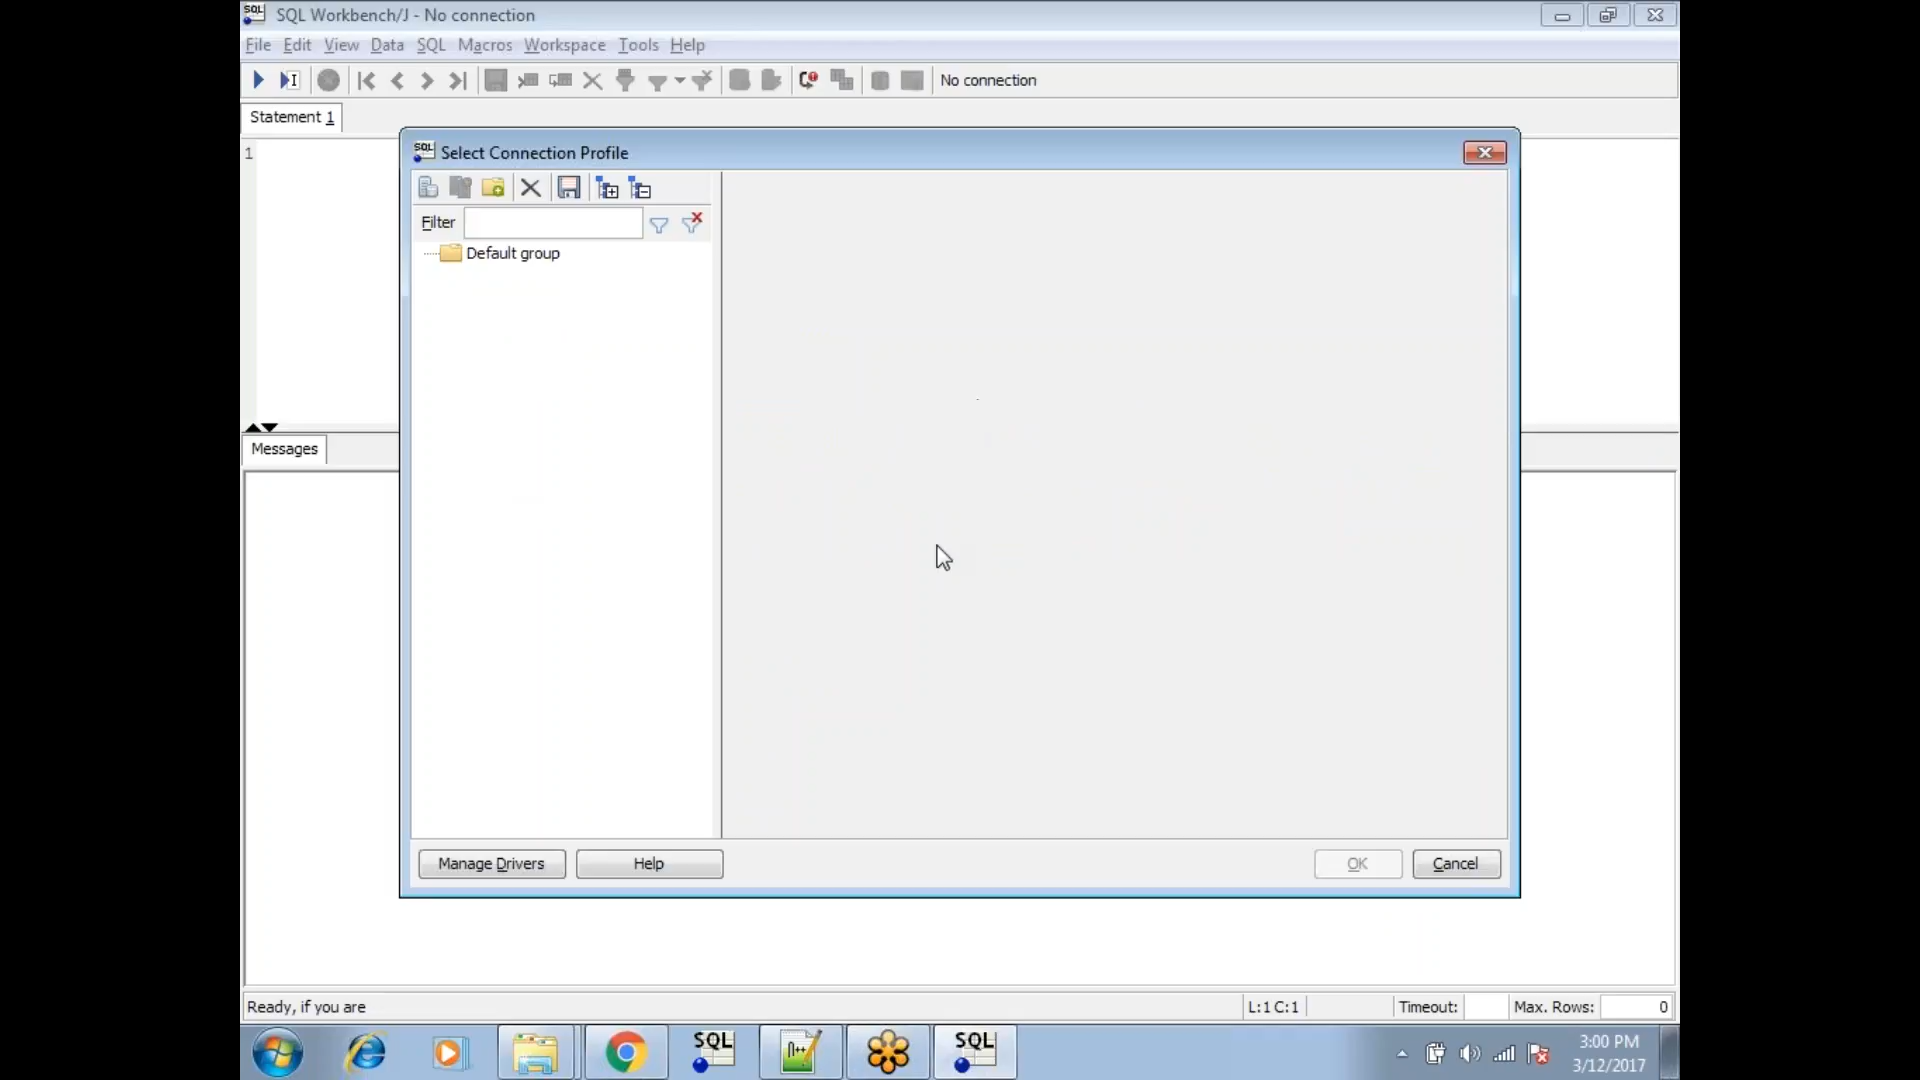 SQL Workbench/J - No connection
File Edit View Data SQL Macros Workspace Tools Help
No connection
Statement 1
1
Select Connection Profile
Filter
Default group
Messages
Manage Drivers
Help
OK
Cancel
Ready, if you are
L:1 C:1
Timeout:
Max. Rows:
0
SQL
n++
SQL
3:00 PM
3/12/2017